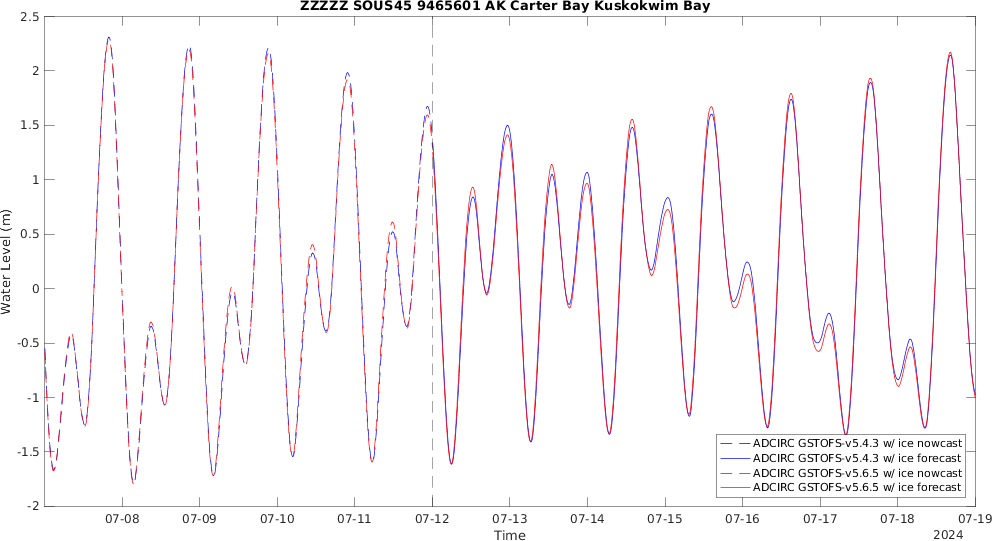 ZZZZZ SOUS45 9465601 AK Carter Bay Kuskokwim Bay
2.5
2
1.5
1
0.5
0
-0.5
-1
-1.5
-2
Water Level (m)
07-08 07-09 07-10 07-11 07-12 07-13 07-14 07-15 07-16 07-17 07-18 07-19
Time
2024
ADCIRC GSTOFS-v5.4.3 w/ ice nowcast
ADCIRC GSTOFS-v5.4.3 w/ ice forecast
ADCIRC GSTOFS-v5.6.5 w/ ice nowcast
ADCIRC GSTOFS-v5.6.5 w/ ice forecast